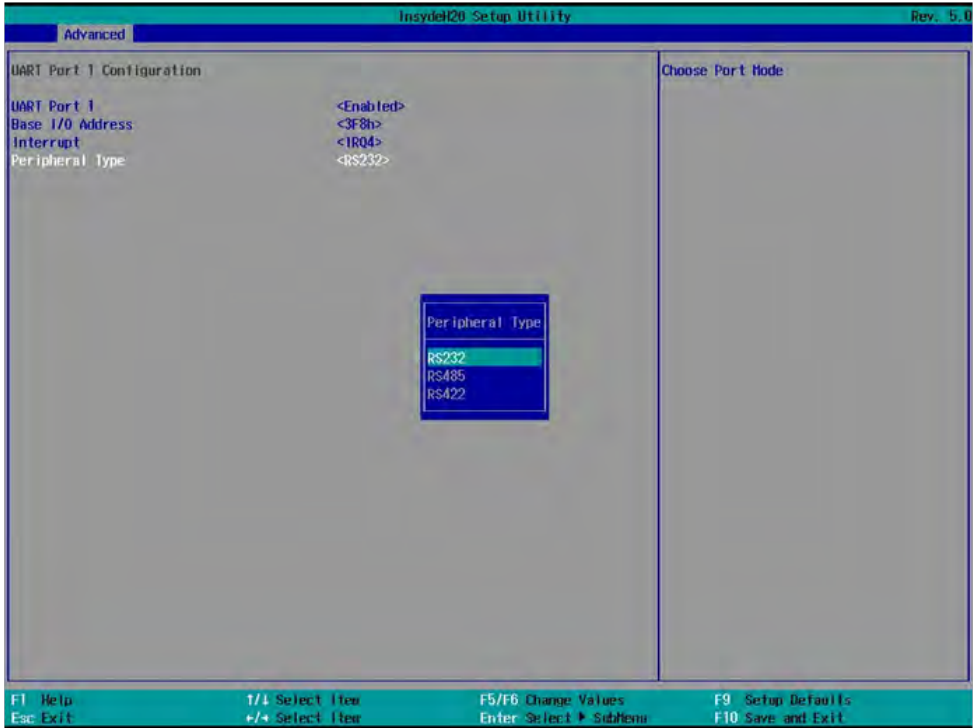 InsydeH20 Setup Utility Rev. 5.0
Advanced
UART Port 1 Configuration
Choose Port Mode
UART Port 1 <Enabled>
Base I/O Address <3F8h>
Interrupt <IRQ4>
Peripheral Type <RS232>
Peripheral Type
RS232
RS485
RS422
F1 Help ↑/↓ Select Item F5/F6 Change Values F9 Setup Defaults
Esc Exit ←/→ Select Item Enter Select ▶ SubMenu F10 Save and Exit